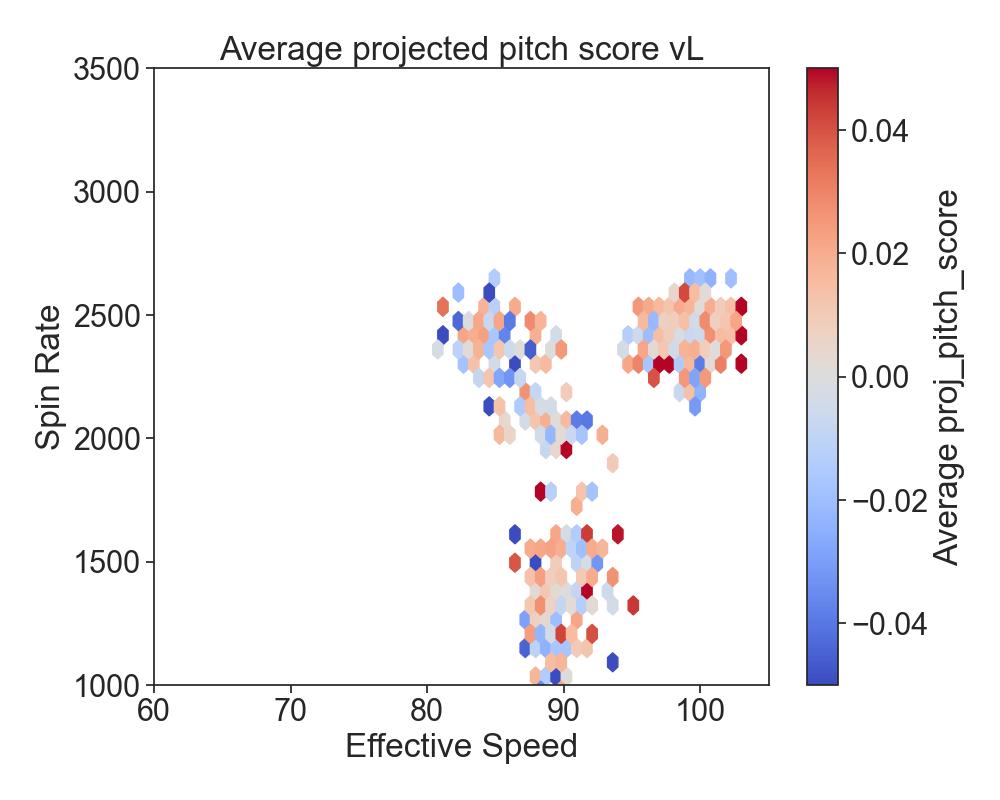 Average projected pitch score vL
3500
3000
2500
2000
1500
1000
Spin Rate
60 70 80 90 100
Effective Speed
0.04
0.02
0.00
−0.02
−0.04
Average proj_pitch_score